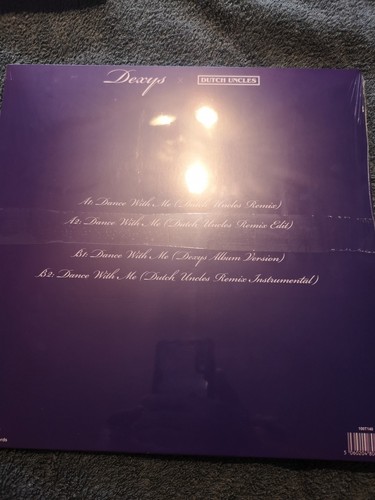 Dexys
DUTCH UNCLES
A1: Dance With Me (Dutch Uncles Remix)
A2: Dance With Me (Dutch Uncles Remix Edit)
B1: Dance With Me (Dexys Album Version)
B2: Dance With Me (Dutch Uncles Remix Instrumental)